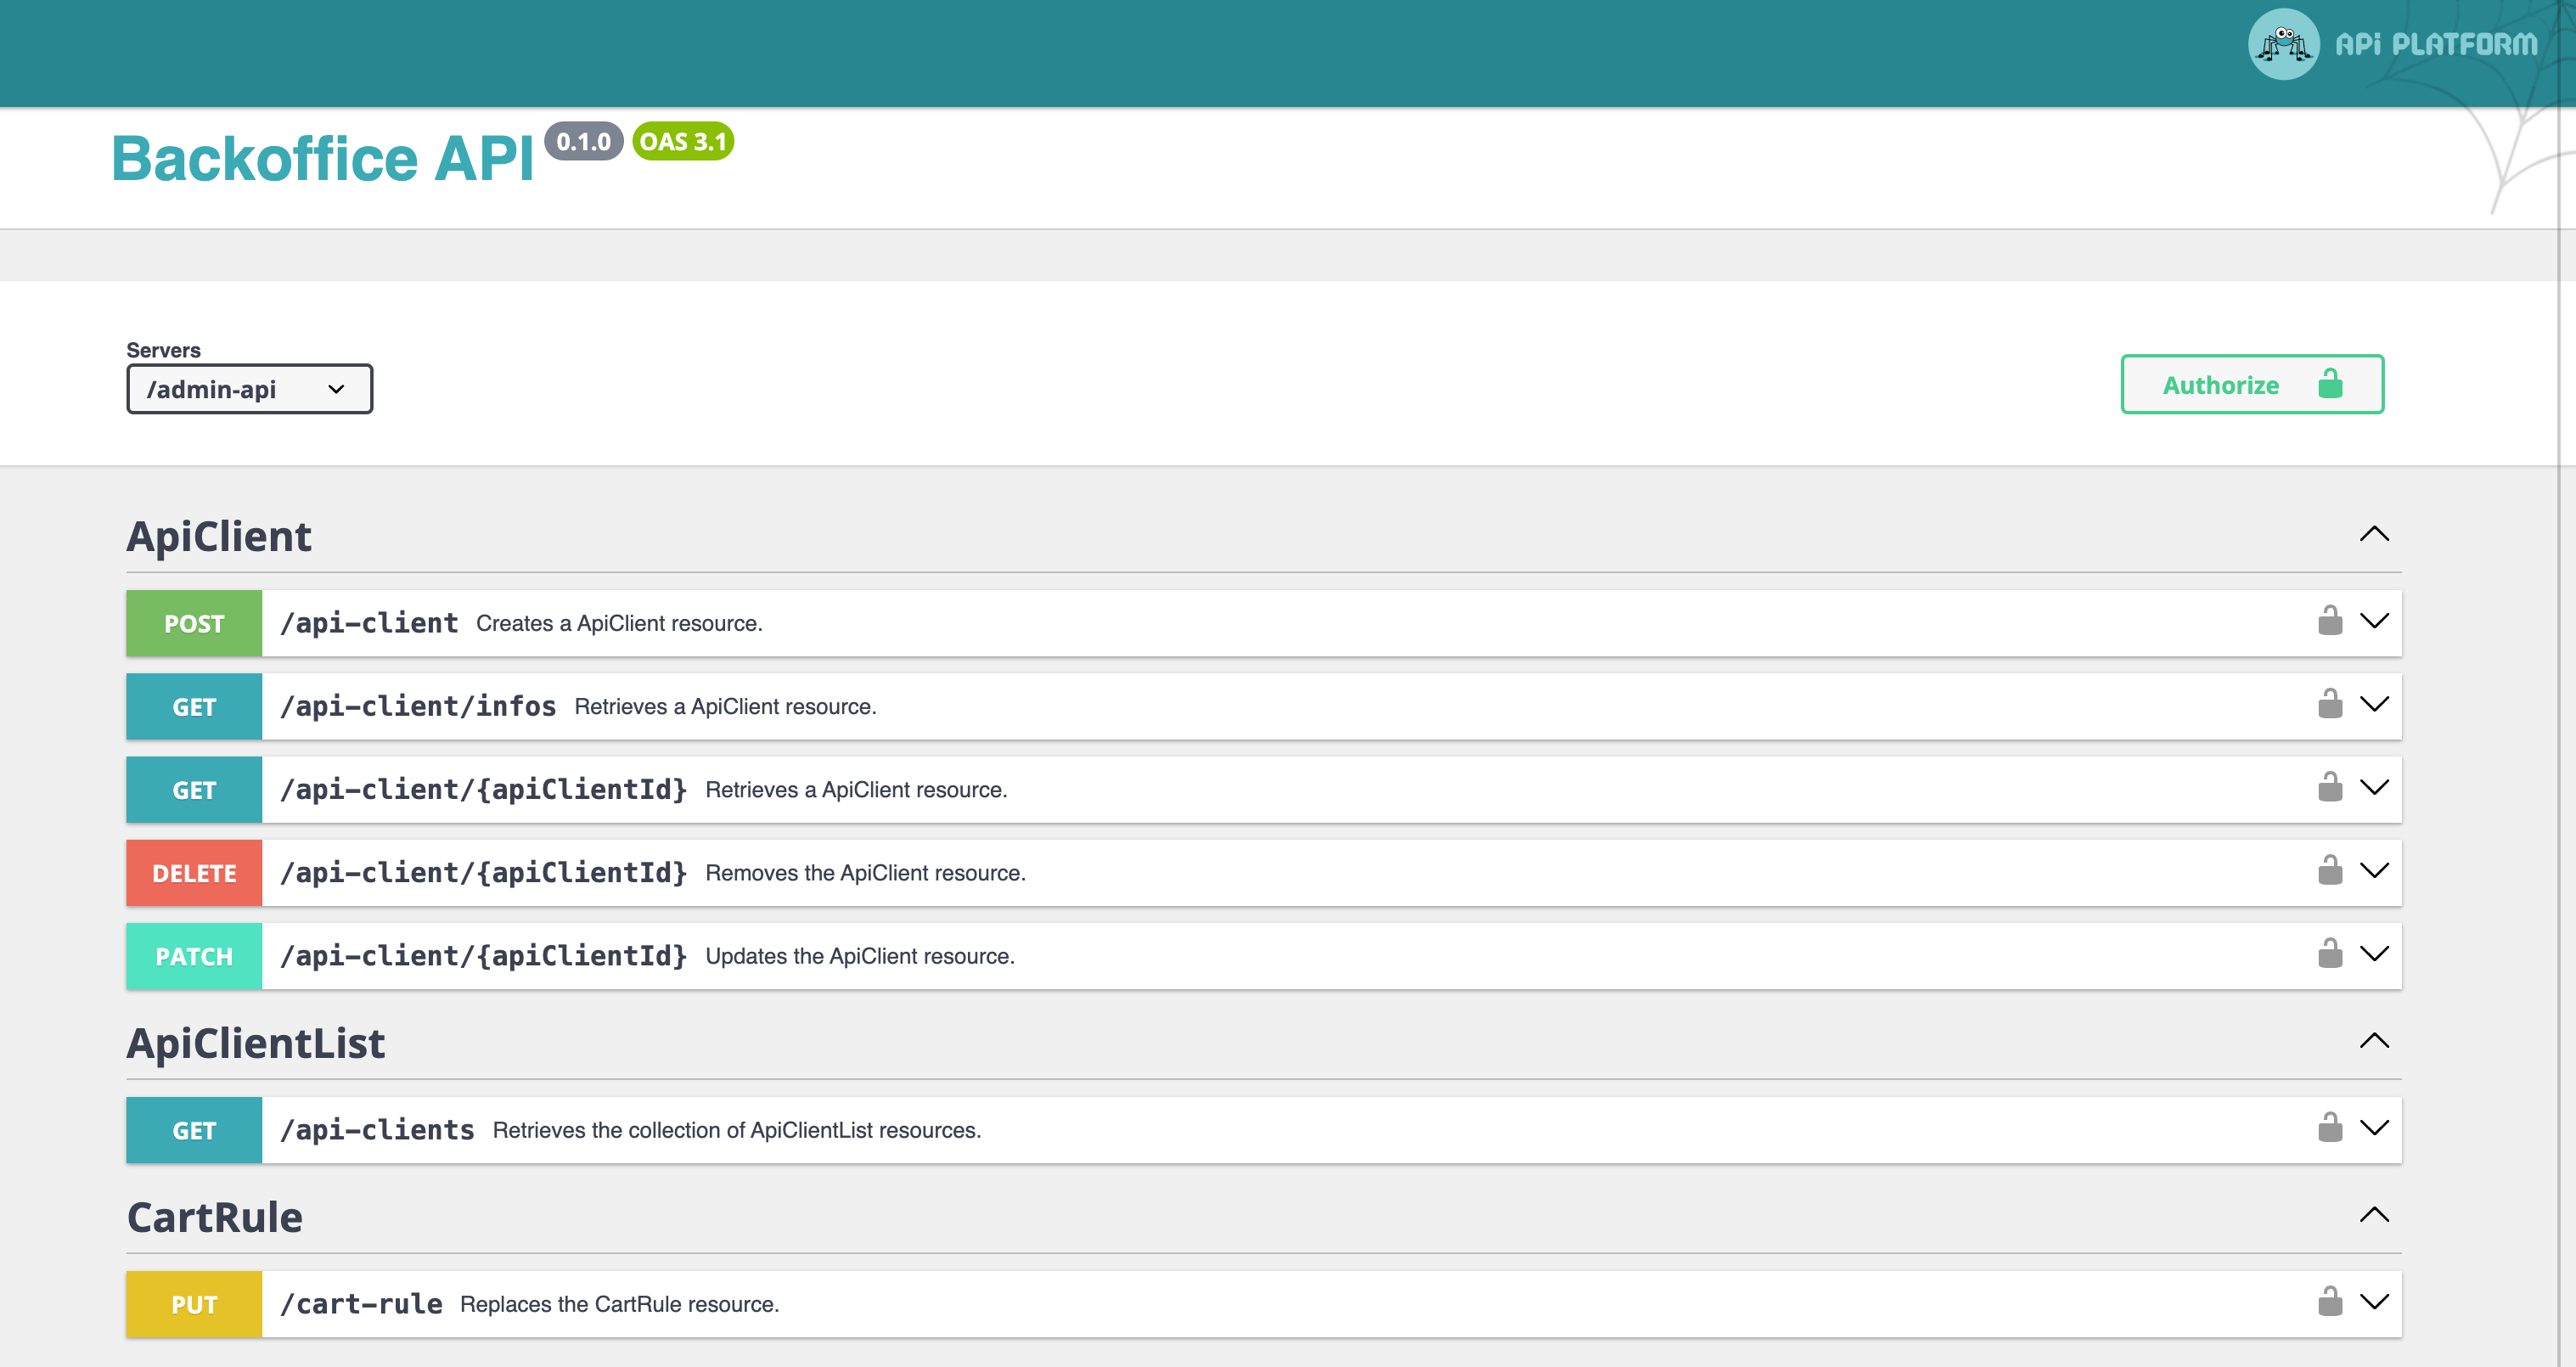 APi PLATFORM
Backoffice API 0.1.0 OAS 3.1
Servers
/admin-api
Authorize
ApiClient
POST /api-client Creates a ApiClient resource.
GET /api-client/infos Retrieves a ApiClient resource.
GET /api-client/{apiClientId} Retrieves a ApiClient resource.
DELETE /api-client/{apiClientId} Removes the ApiClient resource.
PATCH /api-client/{apiClientId} Updates the ApiClient resource.
ApiClientList
GET /api-clients Retrieves the collection of ApiClientList resources.
CartRule
PUT /cart-rule Replaces the CartRule resource.